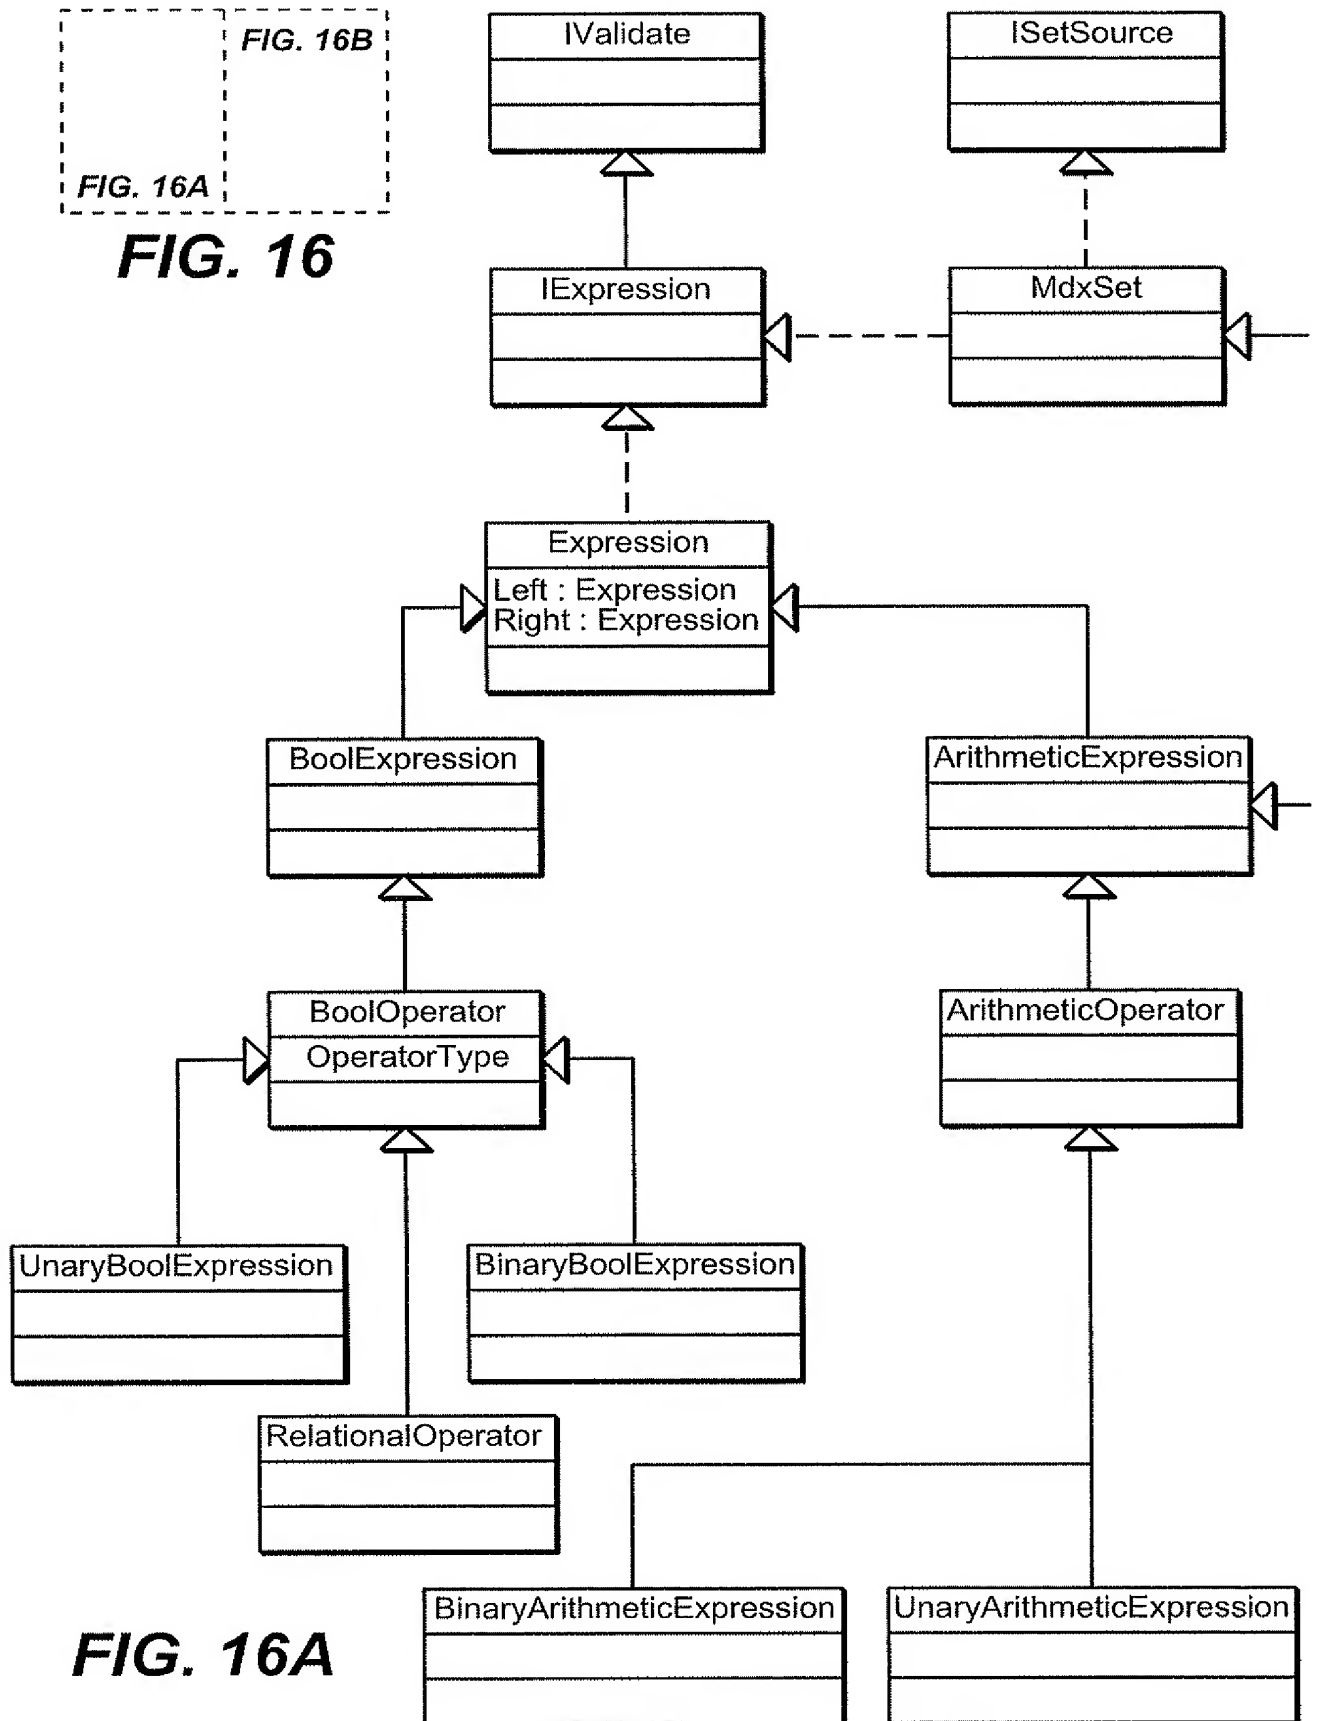 FIG. 16B
FIG. 16A
FIG. 16
IValidate
ISetSource
IExpression
MdxSet
Expression
Left : Expression
Right : Expression
BoolExpression
ArithmeticExpression
BoolOperator
OperatorType
ArithmeticOperator
UnaryBoolExpression
BinaryBoolExpression
RelationalOperator
BinaryArithmeticExpression
UnaryArithmeticExpression
FIG. 16A